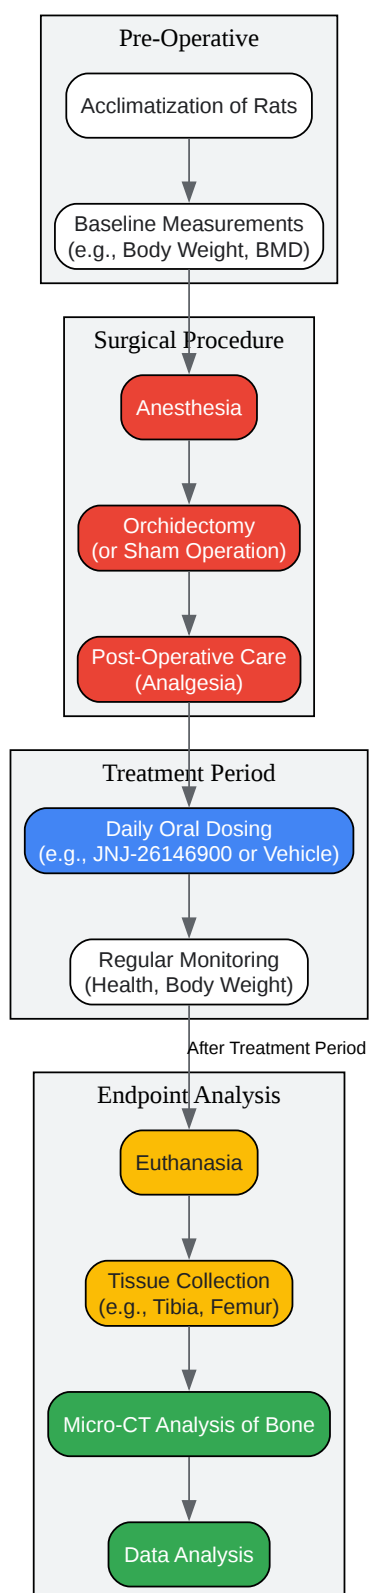 Pre-Operative
Acclimatization of Rats
Baseline Measurements
(e.g., Body Weight, BMD)
Surgical Procedure
Anesthesia
Orchidectomy
(or Sham Operation)
Post-Operative Care
(Analgesia)
Treatment Period
Daily Oral Dosing
(e.g., JNJ-26146900 or Vehicle)
Regular Monitoring
(Health, Body Weight)
After Treatment Period
Endpoint Analysis
Euthanasia
Tissue Collection
(e.g., Tibia, Femur)
Micro-CT Analysis of Bone
Data Analysis